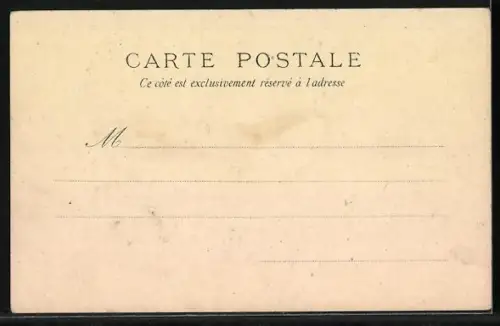 CARTE POSTALE
Ce côté est exclusivement réservé à l'adresse
M